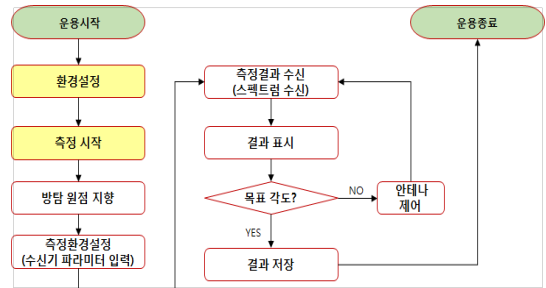 운용시작
환경설정
측정 시작
방탐 원점 지향
측정환경설정
(수신기 파라미터 입력)
측정결과 수신
(스펙트럼 수신)
결과 표시
목표 각도?
NO
안테나
제어
YES
결과 저장
운용종료